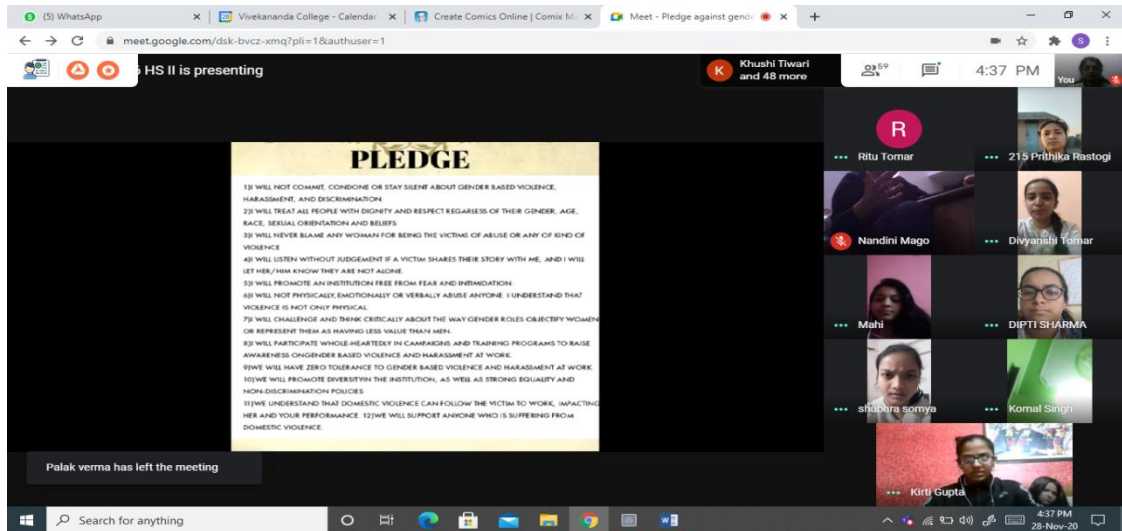 (5) WhatsApp
Vivekananda College - Calendar
Create Comics Online | Comix M
Meet - Pledge against gende
meet.google.com/dsk-bvcz-xmq?pli=1&authuser=1
S
HS II is presenting
K
Khushi Tiwari
and 48 more
59
4:37 PM
You
PLEDGE
1)I WILL NOT COMMIT, CONDONE OR STAY SILENT ABOUT GENDER BASED VIOLENCE,
HARASSMENT, AND DISCRIMINATION
2)I WILL TREAT ALL PEOPLE WITH DIGNITY AND RESPECT REGARLESS OF THEIR GENDER, AGE,
RACE, SEXUAL ORIENTATION AND BELIEFS.
3)I WILL NEVER BLAME ANY WOMAN FOR BEING THE VICTIMS OF ABUSE OR ANY OF KIND OF
VIOLENCE
4)I WILL LISTEN WITHOUT JUDGEMENT IF A VICTIM SHARES THEIR STORY WITH ME, AND I WILL
LET HER/HIM KNOW THEY ARE NOT ALONE.
5)I WILL PROMOTE AN INSTITUTION FREE FROM FEAR AND INTIMIDATION.
6)I WILL NOT PHYSICALLY, EMOTIONALLY OR VERBALLY ABUSE ANYONE. I UNDERSTAND THAT
VIOLENCE IS NOT ONLY PHYSICAL.
7)I WILL CHALLENGE AND THINK CRITICALLY ABOUT THE WAY GENDER ROLES OBJECTIFY WOMEN
OR REPRESENT THEM AS HAVING LESS VALUE THAN MEN.
8)I WILL PARTICIPATE WHOLE-HEARTEDLY IN CAMPAIGNS AND TRAINING PROGRAMS TO RAISE
AWARENESS ONGENDER BASED VIOLENCE AND HARASSMENT AT WORK.
9)WE WILL HAVE ZERO TOLERANCE TO GENDER BASED VIOLENCE AND HARASSMENT AT WORK
10)WE WILL PROMOTE DIVERSITYIN THE INSTITUTION, AS WELL AS STRONG EQUALITY AND
NON-DISCRIMINATION POLICIES
11)WE UNDERSTAND THAT DOMESTIC VIOLENCE CAN FOLLOW THE VICTIM TO WORK, IMPACTING
HER AND YOUR PERFORMANCE. 12)WE WILL SUPPORT ANYONE WHO IS SUFFERING FROM
DOMESTIC VIOLENCE.
R
Ritu Tomar
215 Prithika Rastogi
Nandini Mago
Divyanshi Tomar
Mahi
DIPTI SHARMA
shubhra somya
Komal Singh
Kirti Gupta
Palak verma has left the meeting
Search for anything
4:37 PM
28-Nov-20